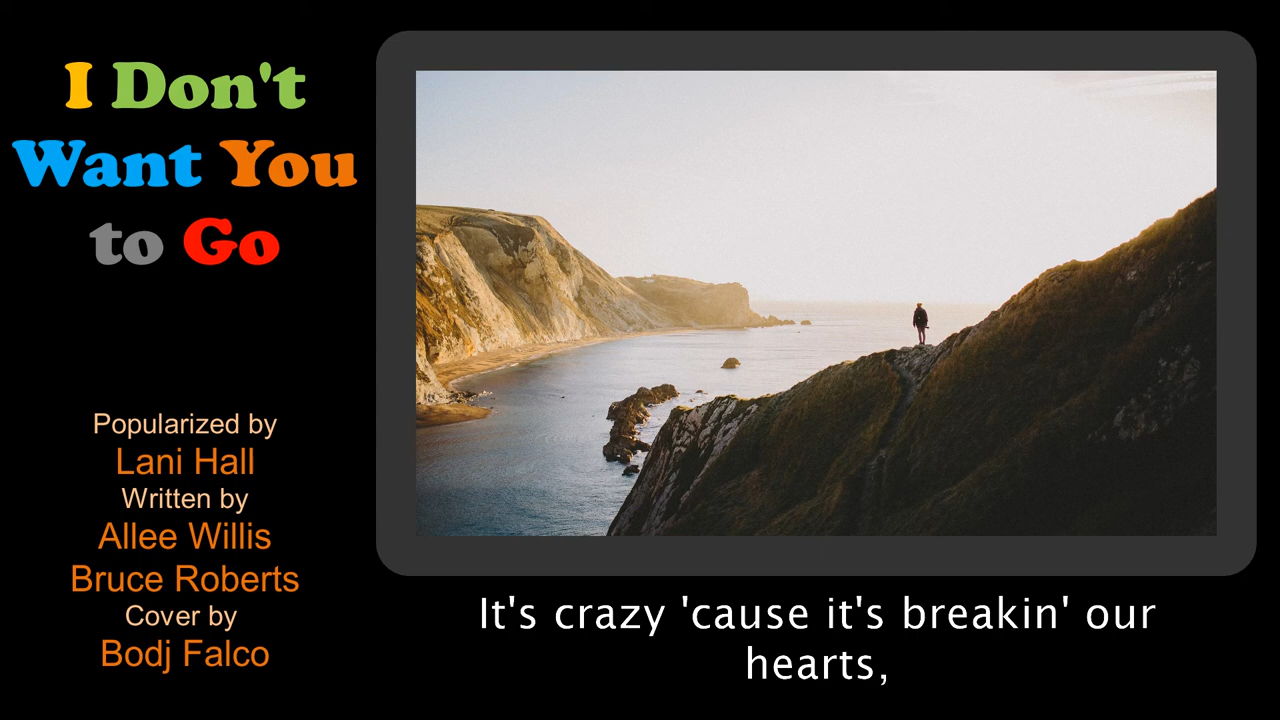 I Don't
Want You
to Go
Popularized by
Lani Hall
Written by
Allee Willis
Bruce Roberts
Cover by
Bodj Falco
It's crazy 'cause it's breakin' our
hearts,